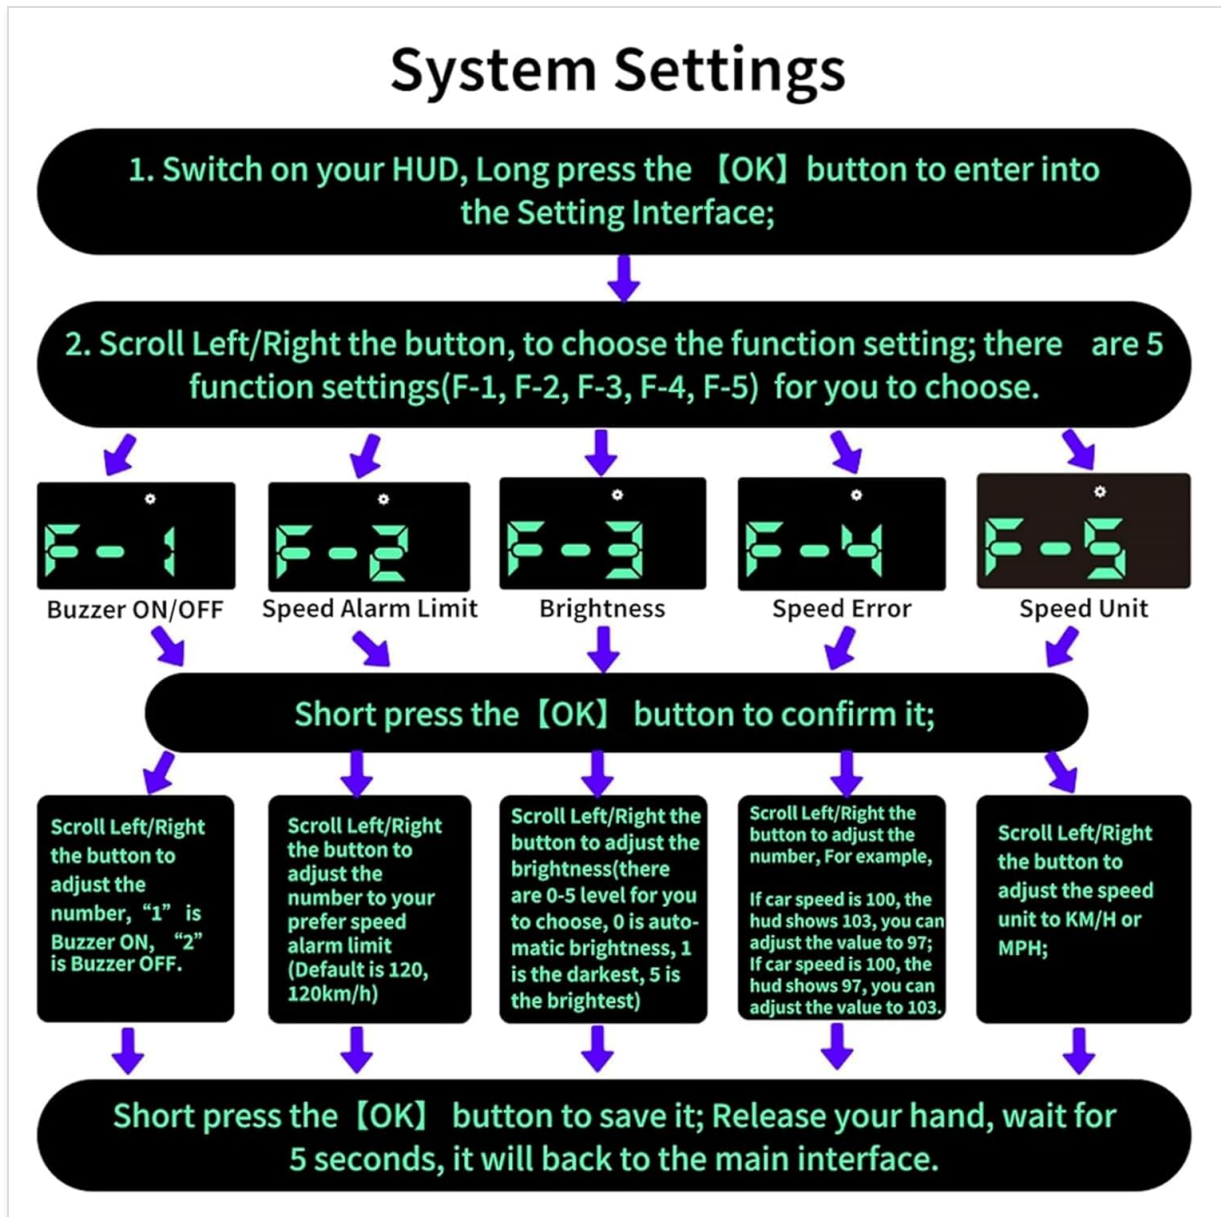 System Settings
1. Switch on your HUD, Long press the 【OK】 button to enter into
the Setting Interface;
2. Scroll Left/Right the button, to choose the function setting; there are 5
function settings(F-1, F-2, F-3, F-4, F-5) for you to choose.
F-1
Buzzer ON/OFF
F-2
Speed Alarm Limit
F-3
Brightness
F-4
Speed Error
F-5
Speed Unit
Short press the【OK】 button to confirm it;
Scroll Left/Right
the button to
adjust the
number, “1” is
Buzzer ON, “2”
is Buzzer OFF.
Scroll Left/Right
the button to
adjust the
number to your
prefer speed
alarm limit
(Default is 120,
120km/h)
Scroll Left/Right the
button to adjust the
brightness(there
are 0-5 level for you
to choose, 0 is auto-
matic brightness, 1
is the darkest, 5 is
the brightest)
Scroll Left/Right the
button to adjust the
number, For example,
If car speed is 100, the
hud shows 103, you can
adjust the value to 97;
If car speed is 100, the
hud shows 97, you can
adjust the value to 103.
Scroll Left/Right
the button to
adjust the speed
unit to KM/H or
MPH;
Short press the【OK】 button to save it; Release your hand, wait for
5 seconds, it will back to the main interface.